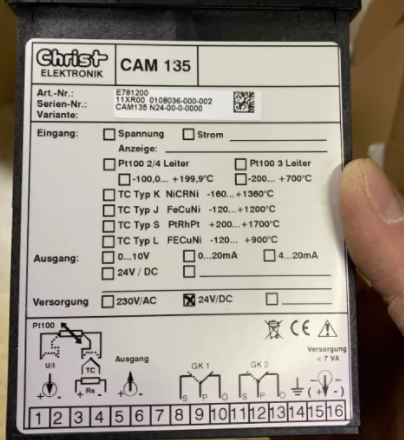 Christ
ELEKTRONIK
CAM 135
Art.-Nr.: E781200
Serien-Nr.: 11XR00 0108036-000-002
Variante: CAM135 N24-00-0-0000
Eingang: Spannung Strom
Anzeige:
Pt100 2/4 Leiter Pt100 3 Leiter
-100,0... +199,9°C -200... +700°C
TC Typ K NiCRNi -160...+1360°C
TC Typ J FeCuNi -120...+1200°C
TC Typ S PtRhPt +200...+1700°C
TC Typ L FECuNi -120... +900°C
Ausgang: 0...10V 0...20mA 4...20mA
24V / DC
Versorgung 230V/AC 24V/DC
Pt100
CE
Versorgung
< 7 VA
U/I TC Ausgang GK 1 GK 2
Re S P O S P O (+) (-)
1 2 3 4 5 6 7 8 9 10 11 12 13 14 15 16